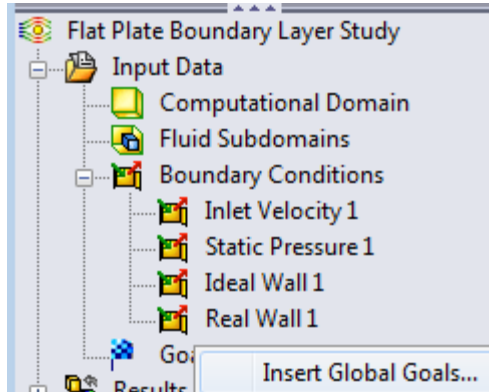 Flat Plate Boundary Layer Study
Input Data
Computational Domain
Fluid Subdomains
Boundary Conditions
Inlet Velocity 1
Static Pressure 1
Ideal Wall 1
Real Wall 1
Insert Global Goals...
Results